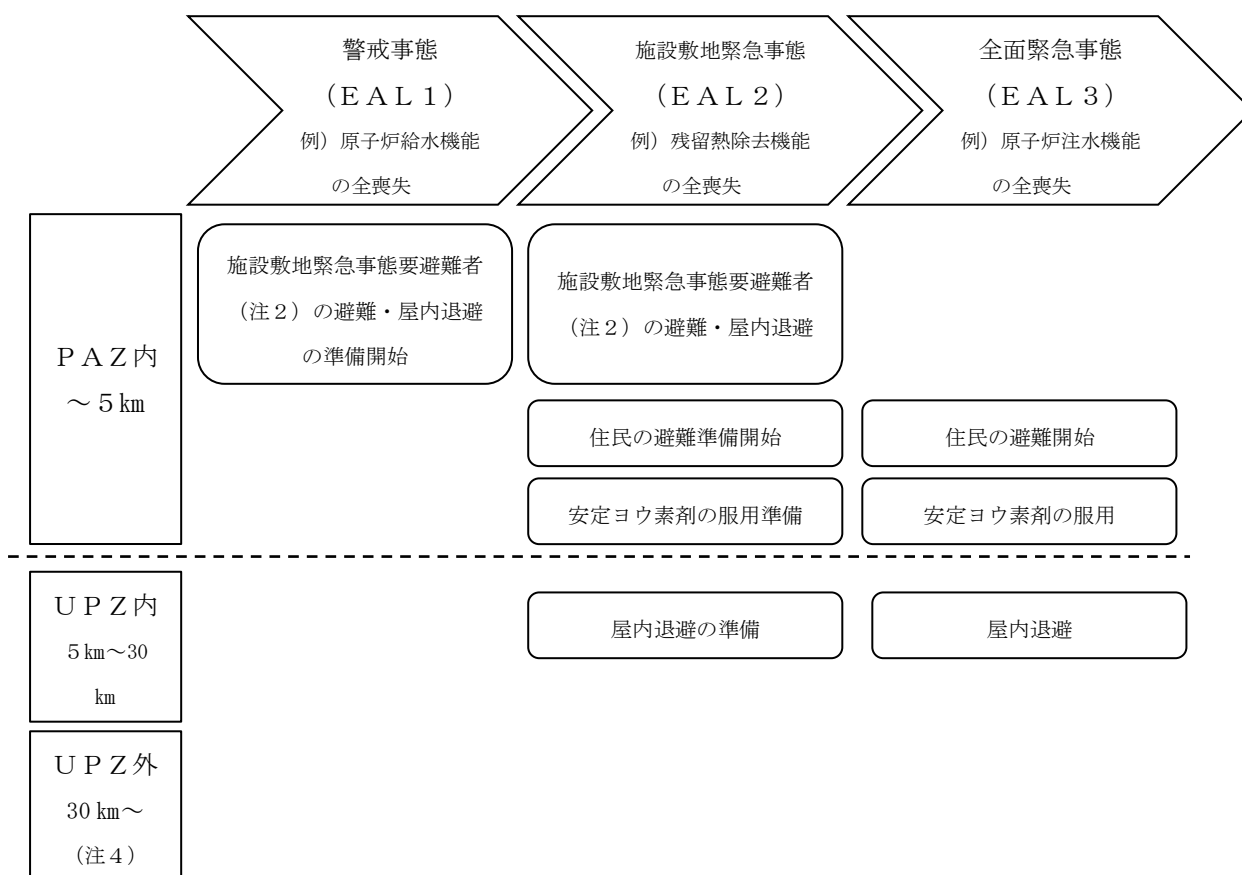 警戒事態
（ＥＡＬ１）
例）原子炉給水機能
の全喪失
施設敷地緊急事態
（ＥＡＬ２）
例）残留熱除去機能
の全喪失
全面緊急事態
（ＥＡＬ３）
例）原子炉注水機能
の全喪失
ＰＡＺ内
～５㎞
施設敷地緊急事態要避難者
（注２）の避難・屋内退避
の準備開始
施設敷地緊急事態要避難者
（注２）の避難・屋内退避
住民の避難準備開始
住民の避難開始
安定ヨウ素剤の服用準備
安定ヨウ素剤の服用
ＵＰＺ内
５㎞～30
㎞
屋内退避の準備
屋内退避
ＵＰＺ外
30㎞～
（注４）